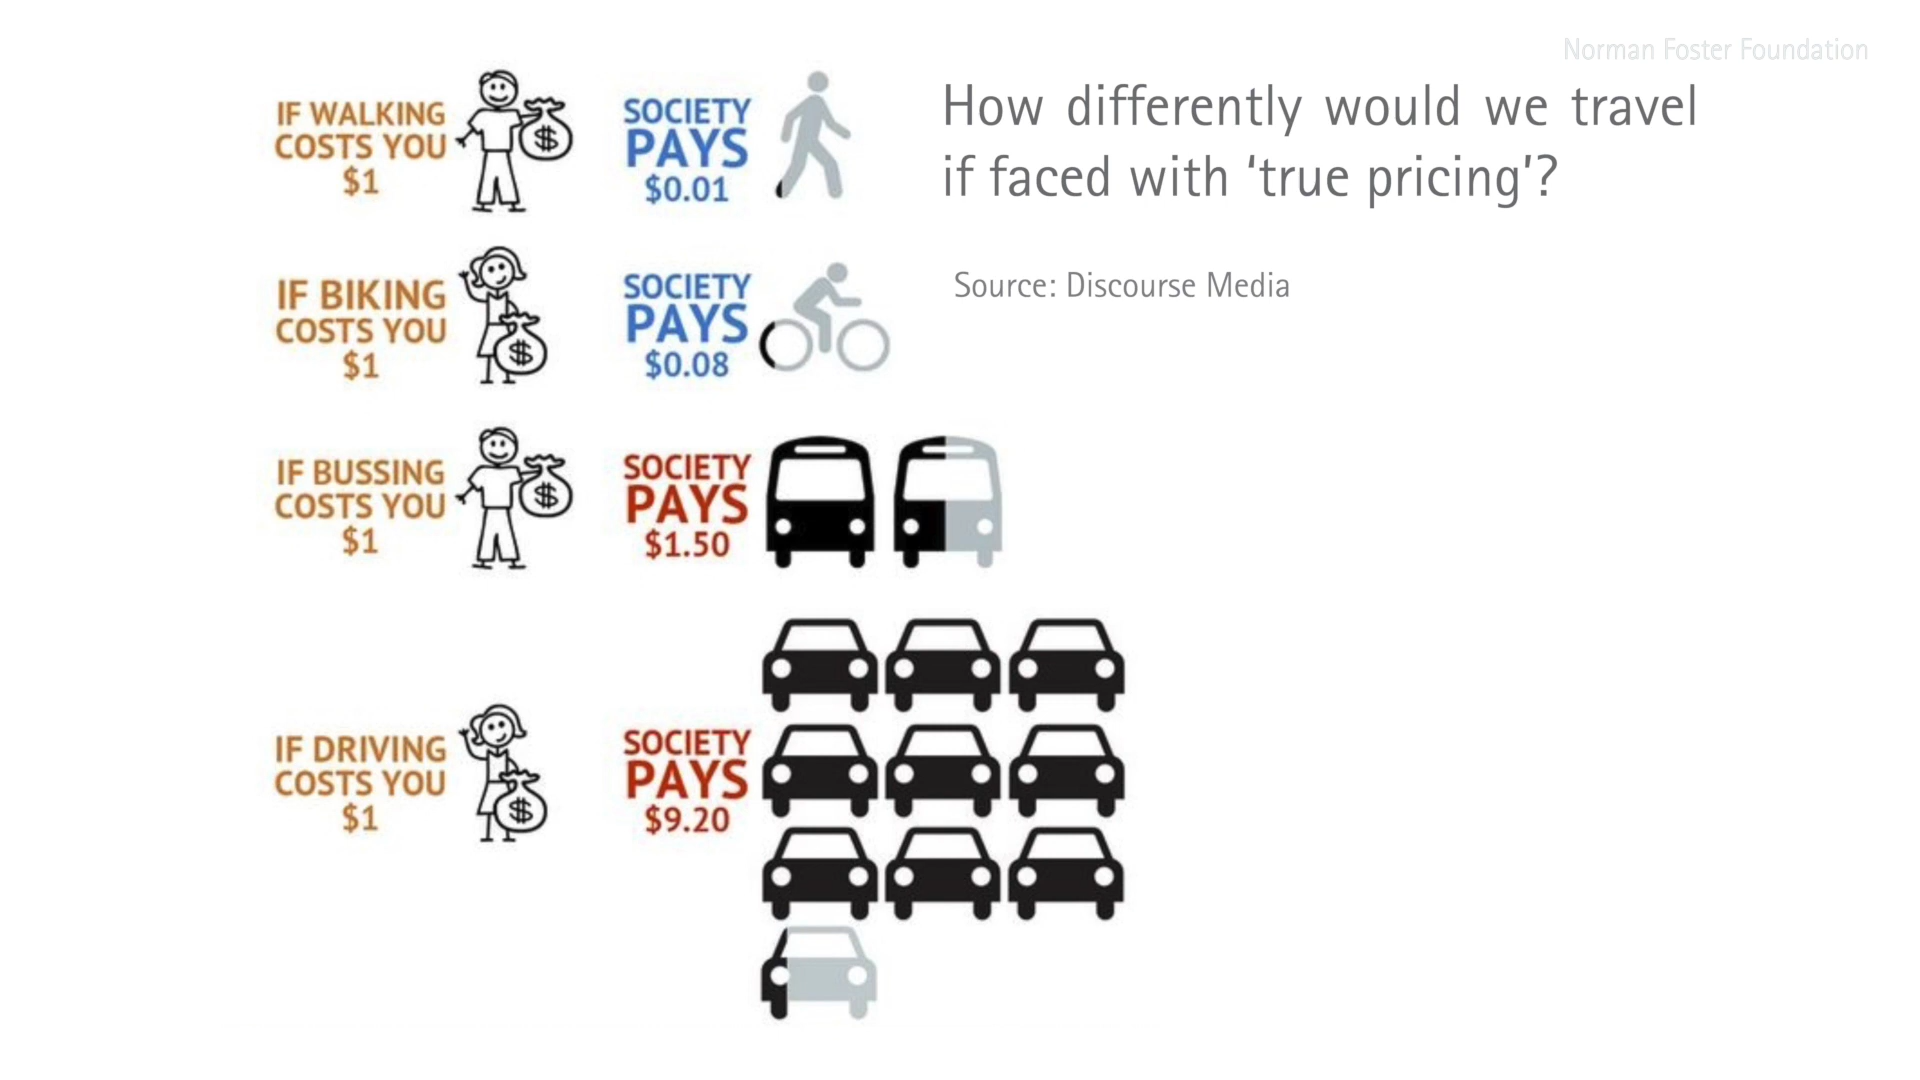 Norman Foster Foundation
How differently would we travel
if faced with ‘true pricing’?
Source: Discourse Media
IF WALKING
COSTS YOU
$1
$
SOCIETY
PAYS
$0.01
IF BIKING
COSTS YOU
$1
$
SOCIETY
PAYS
$0.08
IF BUSSING
COSTS YOU
$1
$
SOCIETY
PAYS
$1.50
IF DRIVING
COSTS YOU
$1
$
SOCIETY
PAYS
$9.20